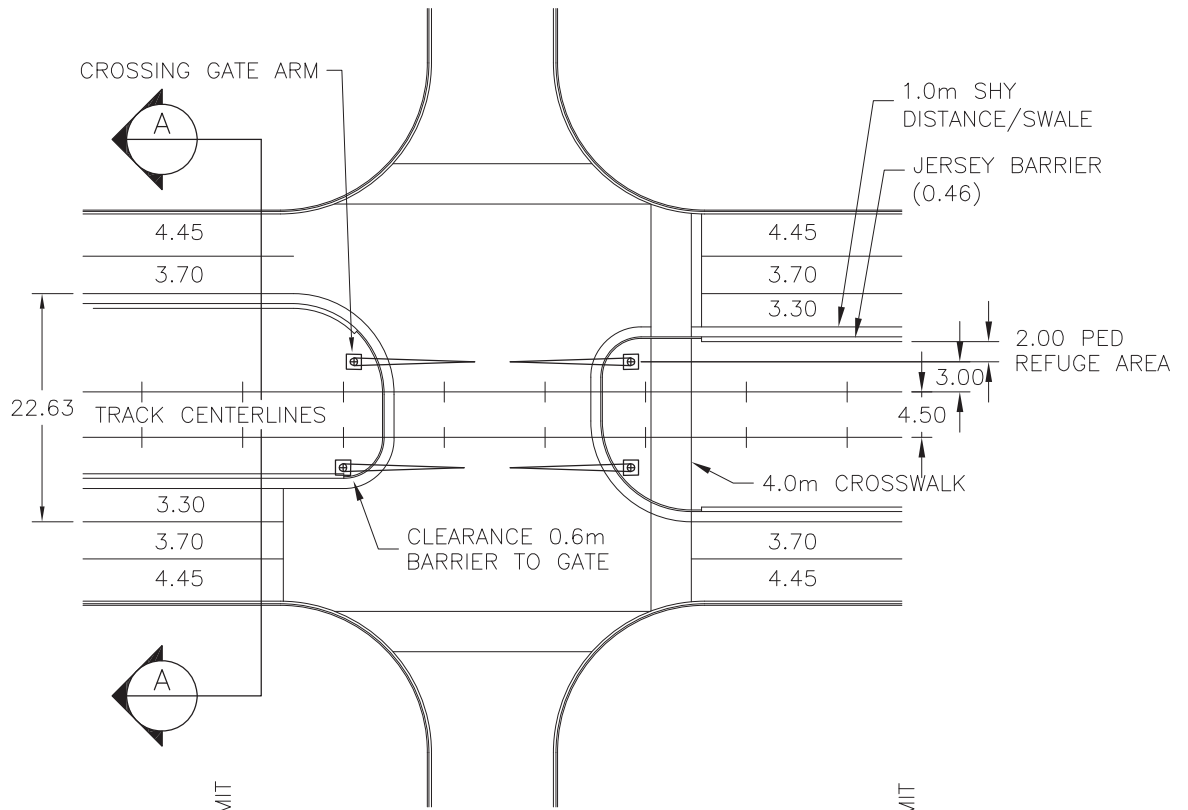 CROSSING GATE ARM
1.0m SHY
DISTANCE/SWALE
A
JERSEY BARRIER
(0.46)
4.45
4.45
3.70
3.70
3.30
2.00 PED
REFUGE AREA
3.00
22.63
TRACK CENTERLINES
4.50
4.0m CROSSWALK
3.30
CLEARANCE 0.6m
BARRIER TO GATE
3.70
3.70
4.45
4.45
A
MIT
MIT